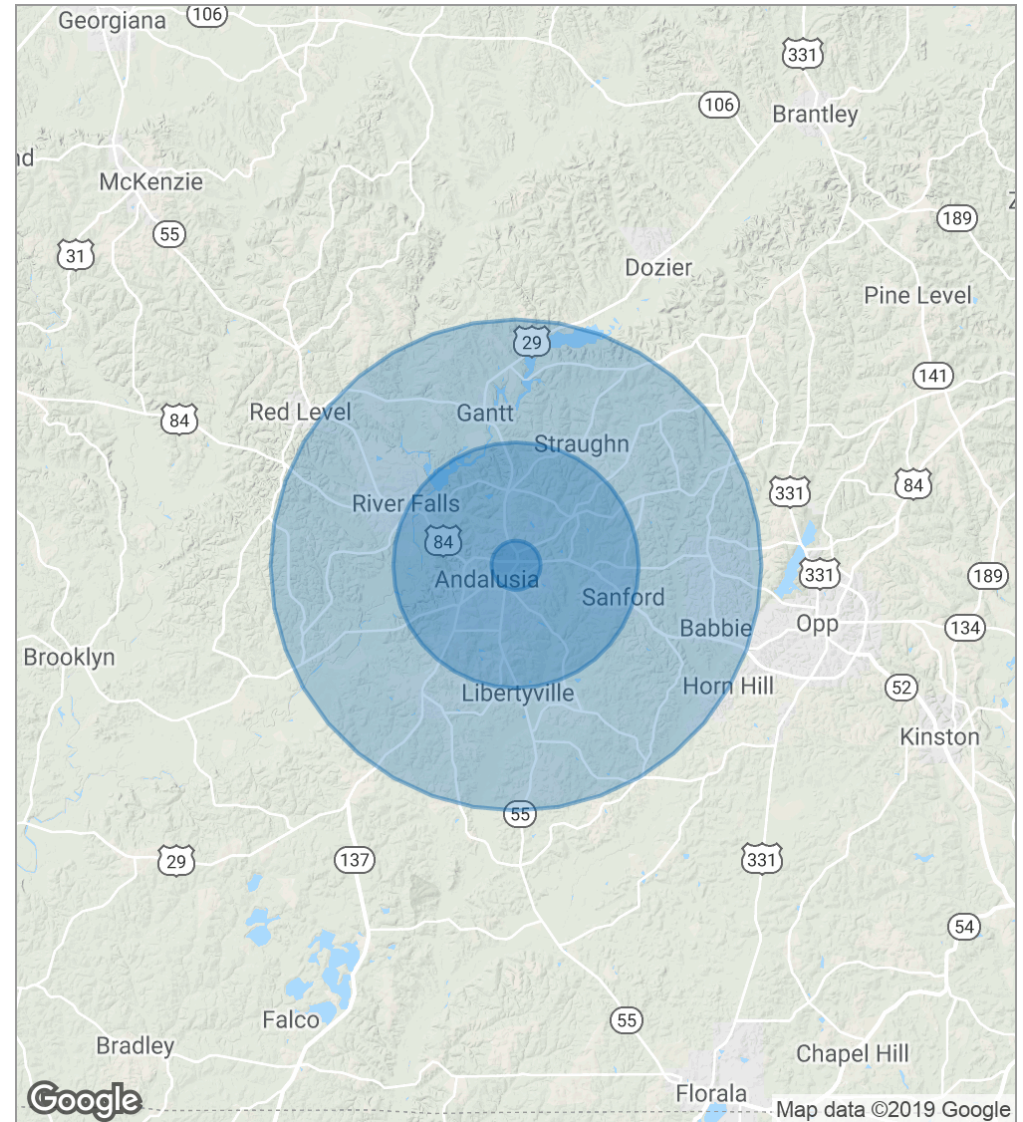 Georgiana
106
331
106
Brantley
nd
McKenzie
55
31
189
Dozier
Pine Level
29
141
Red Level
Gantt
84
Straughn
84
331
River Falls
84
Andalusia
331
189
Sanford
Opp
Babbie
134
Brooklyn
Horn Hill
52
Libertyville
Kinston
55
29
137
331
54
Falco
55
Bradley
Chapel Hill
Florala
Google
Map data ©2019 Google